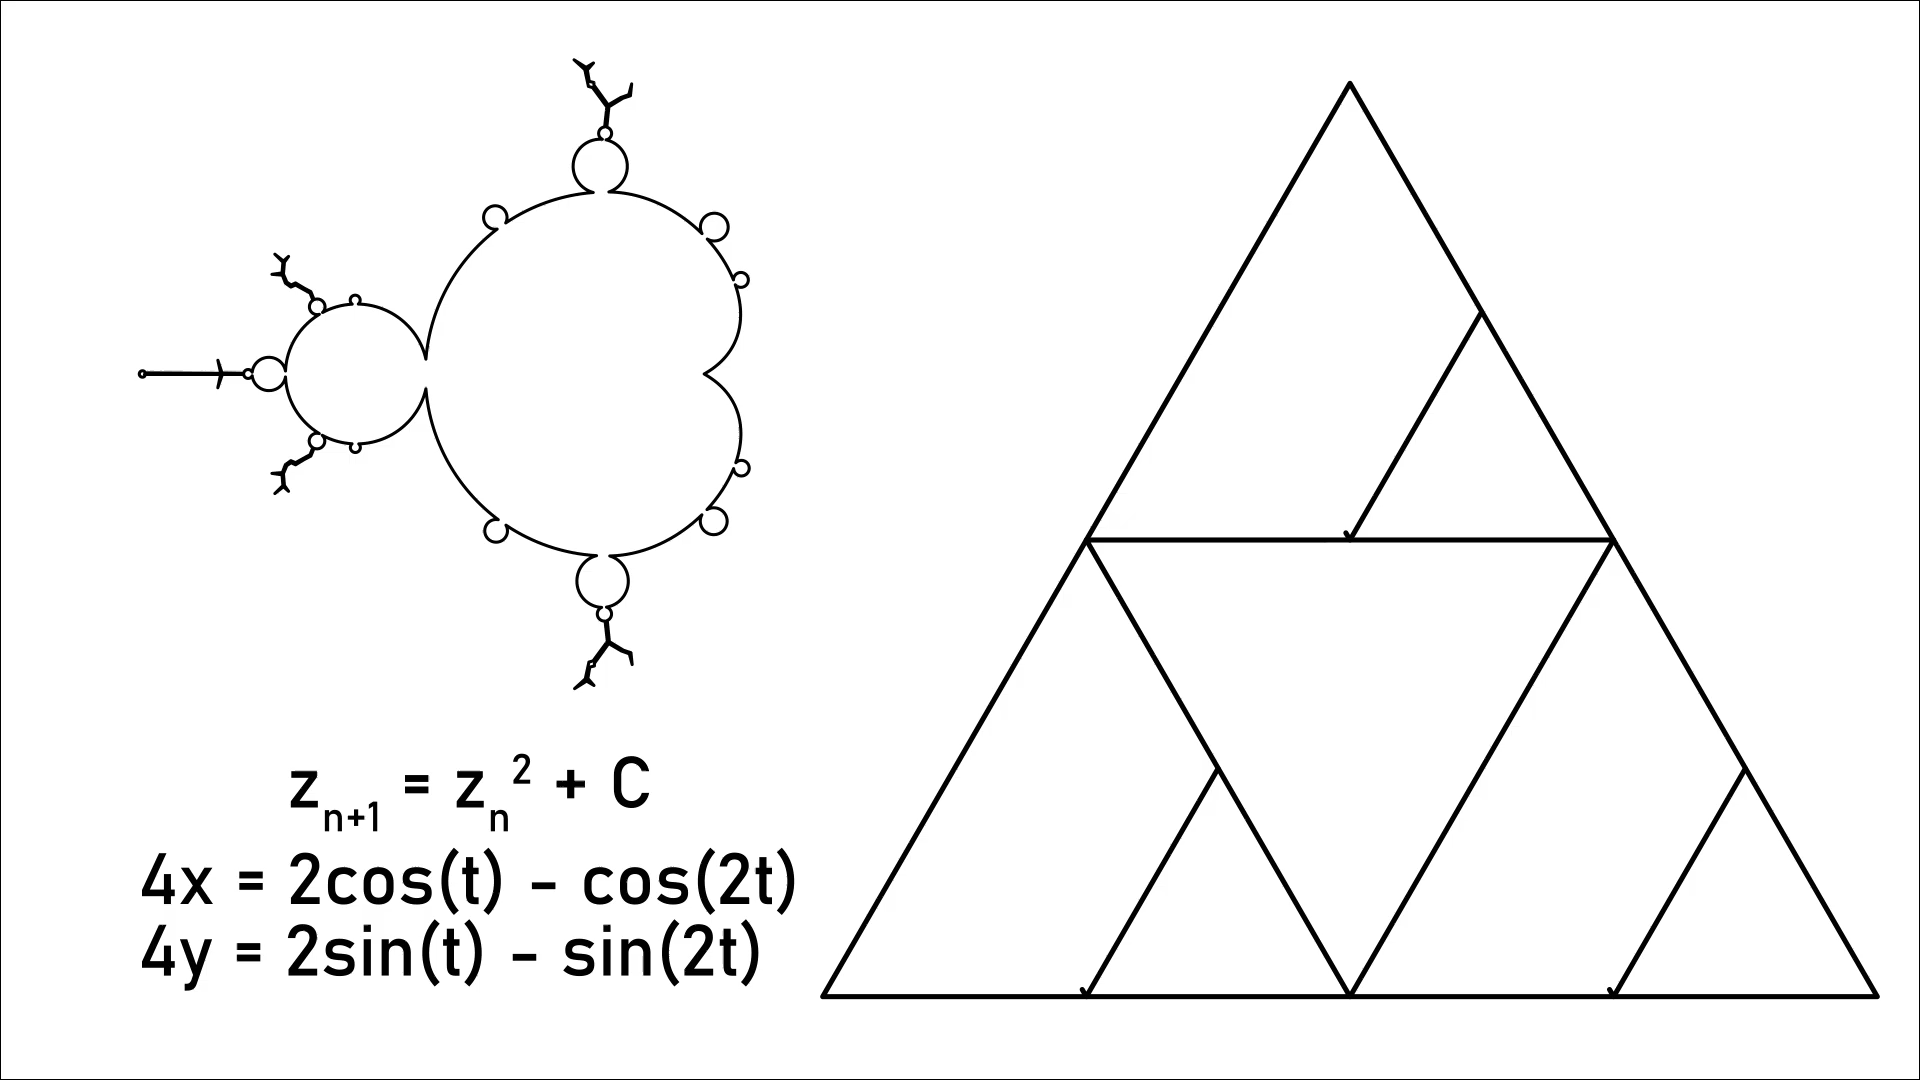 zₙ₊₁ = zₙ² + C
4x = 2cos(t) - cos(2t)
4y = 2sin(t) - sin(2t)